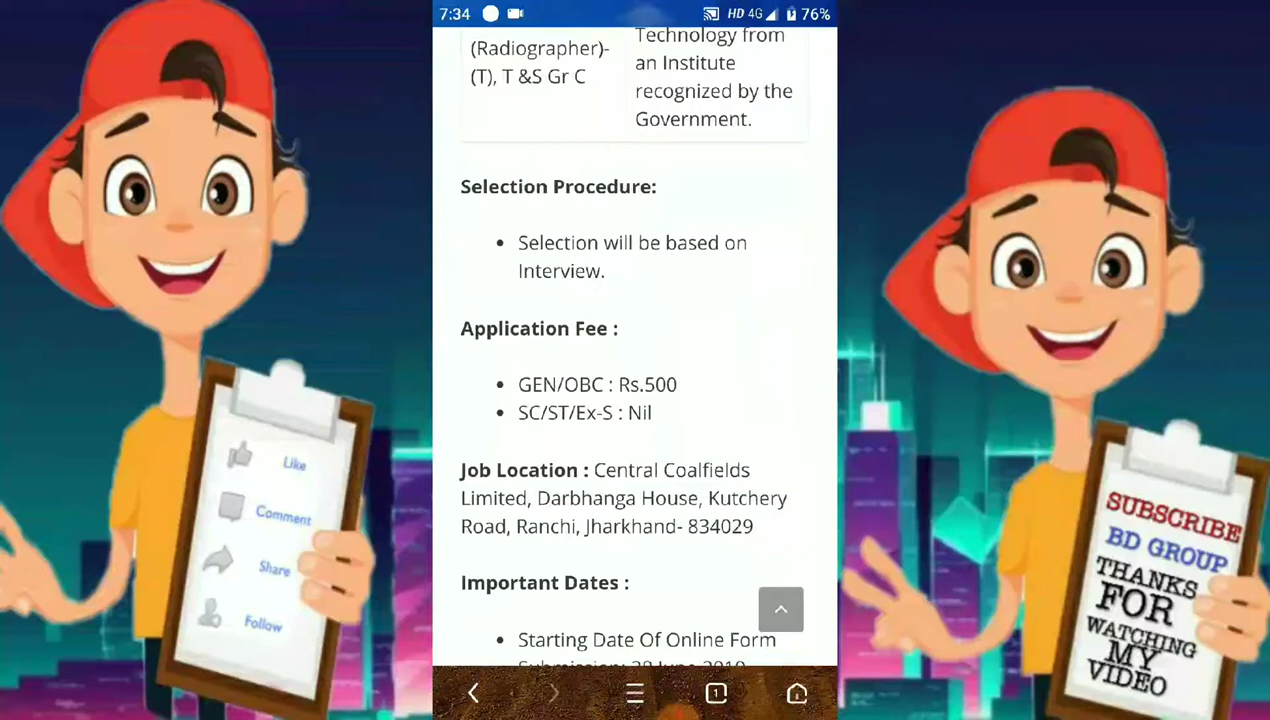 7:34
HD 4G 76%
(Radiographer)-
(T), T &S Gr C
Technology from
an Institute
recognized by the
Government.
Selection Procedure:
Selection will be based on
Interview.
Application Fee :
GEN/OBC : Rs.500
SC/ST/Ex-S : Nil
Job Location : Central Coalfields
Limited, Darbhanga House, Kutchery
Road, Ranchi, Jharkhand- 834029
Important Dates :
Starting Date Of Online Form
1
Like
Comment
Share
Follow
SUBSCRIBE
BD GROUP
THANKS
FOR
WATCHING
MY
VIDEO